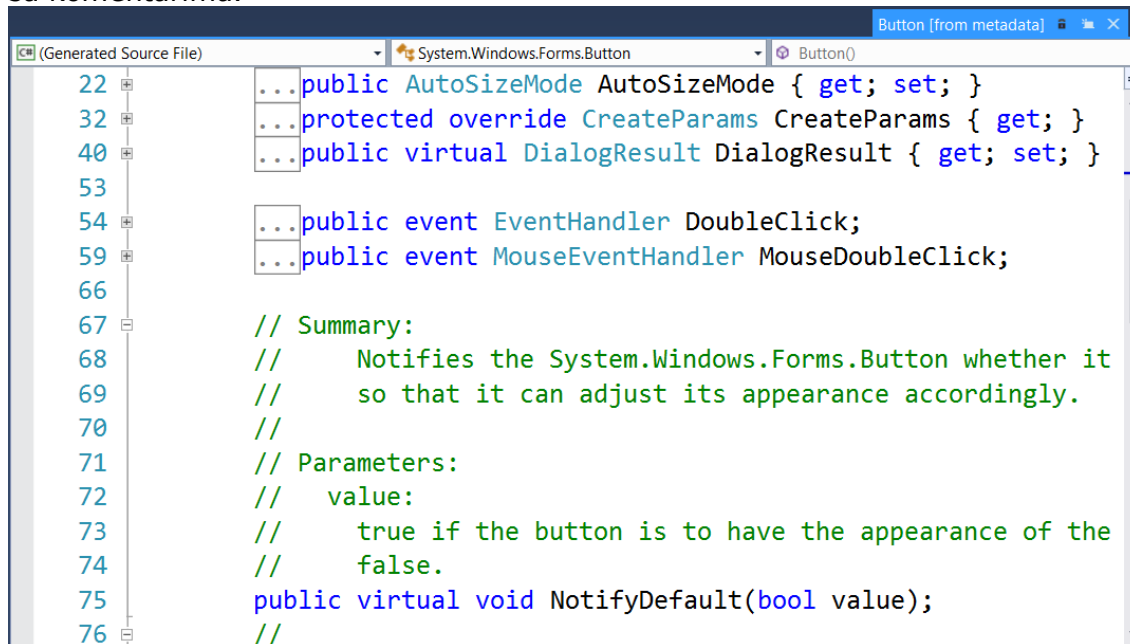 sa komentarima.
Button [from metadata]
C# (Generated Source File) System.Windows.Forms.Button Button()
22 ...public AutoSizeMode AutoSizeMode { get; set; }
32 ...protected override CreateParams CreateParams { get; }
40 ...public virtual DialogResult DialogResult { get; set; }
53
54 ...public event EventHandler DoubleClick;
59 ...public event MouseEventHandler MouseDoubleClick;
66
67 // Summary:
68 //     Notifies the System.Windows.Forms.Button whether it
69 //     so that it can adjust its appearance accordingly.
70 //
71 // Parameters:
72 //   value:
73 //     true if the button is to have the appearance of the
74 //     false.
75 public virtual void NotifyDefault(bool value);
76 //